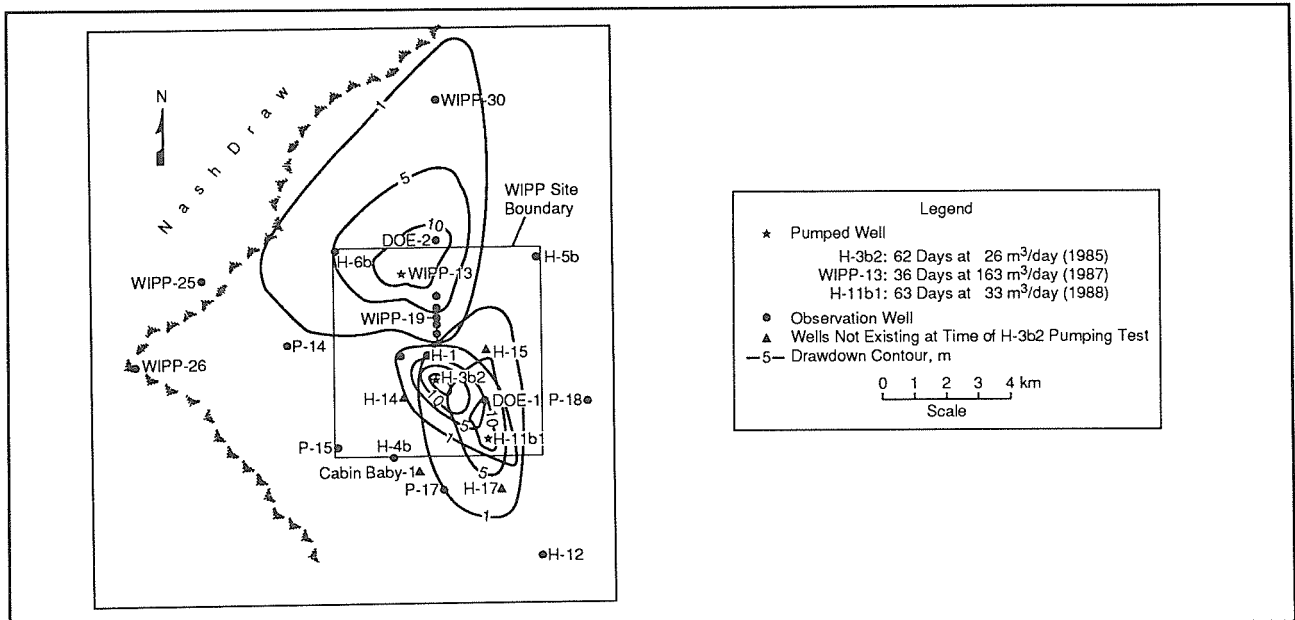 N
Nash Draw
1
WIPP-30
5
WIPP Site
Boundary
10
DOE-2
H-6b
H-5b
WIPP-13
WIPP-25
WIPP-19
P-14
H-1
H-15
WIPP-26
H-3b2
H-14
10
DOE-1
P-18
10
5
1
H-11b1
P-15
H-4b
Cabin Baby-1
5
P-17
H-17
1
H-12
Legend
Pumped Well
H-3b2: 62 Days at 26 m³/day (1985)
WIPP-13: 36 Days at 163 m³/day (1987)
H-11b1: 63 Days at 33 m³/day (1988)
Observation Well
Wells Not Existing at Time of H-3b2 Pumping Test
5 Drawdown Contour, m
0 1 2 3 4 km
Scale